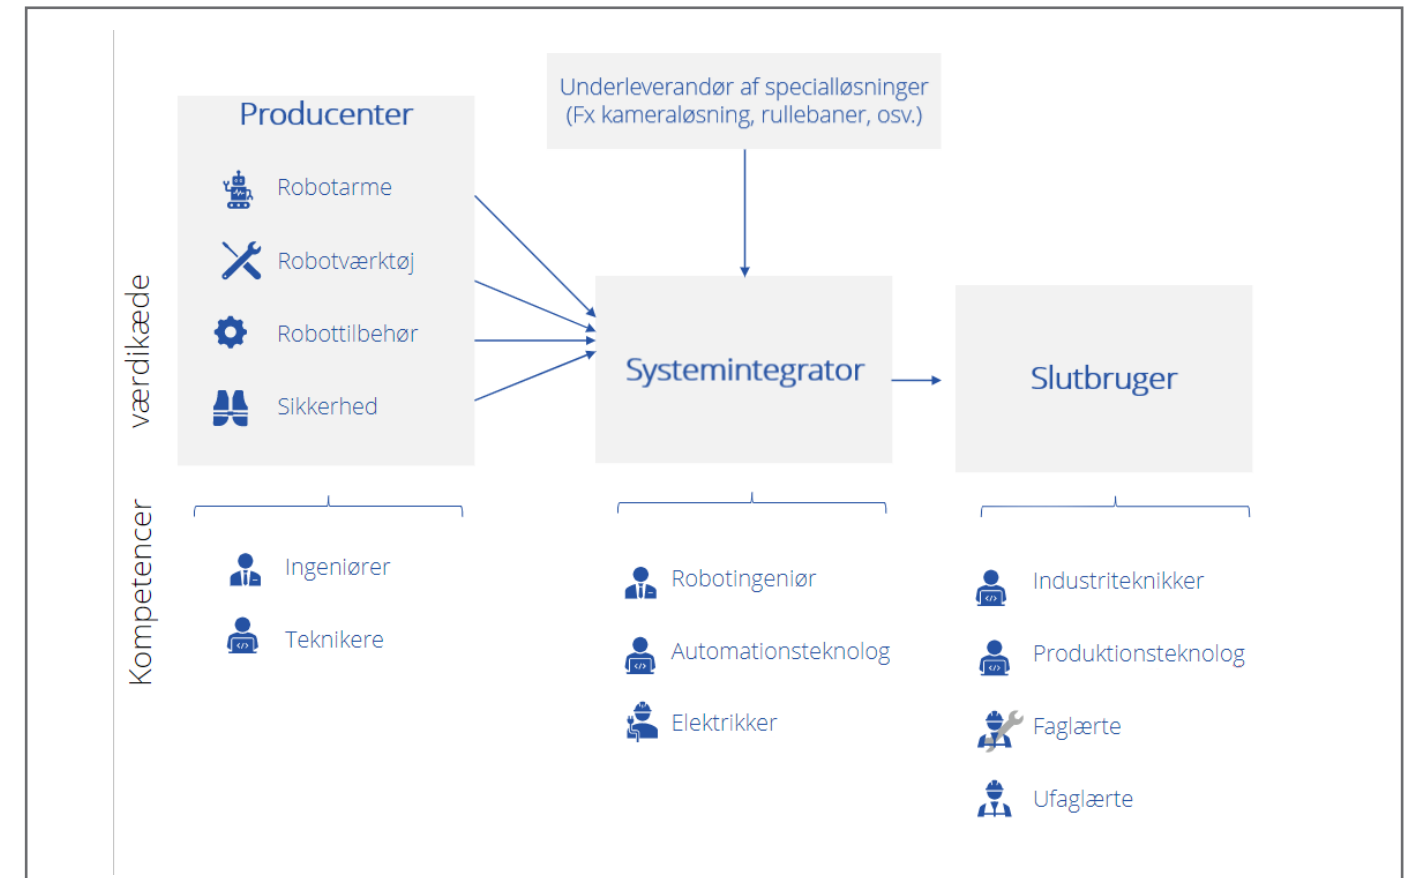 Underleverandør af specialløsninger
(Fx kameraløsning, rullebaner, osv.)
Producenter
Robotarme
Robotværktøj
Robottilbehør
Sikkerhed
Systemintegrator
Slutbruger
værdikæde
Kompetencer
Ingeniører
Teknikere
Robotingeniør
Automationsteknolog
Elektrikker
Industriteknikker
Produktionsteknolog
Faglærte
Ufaglærte